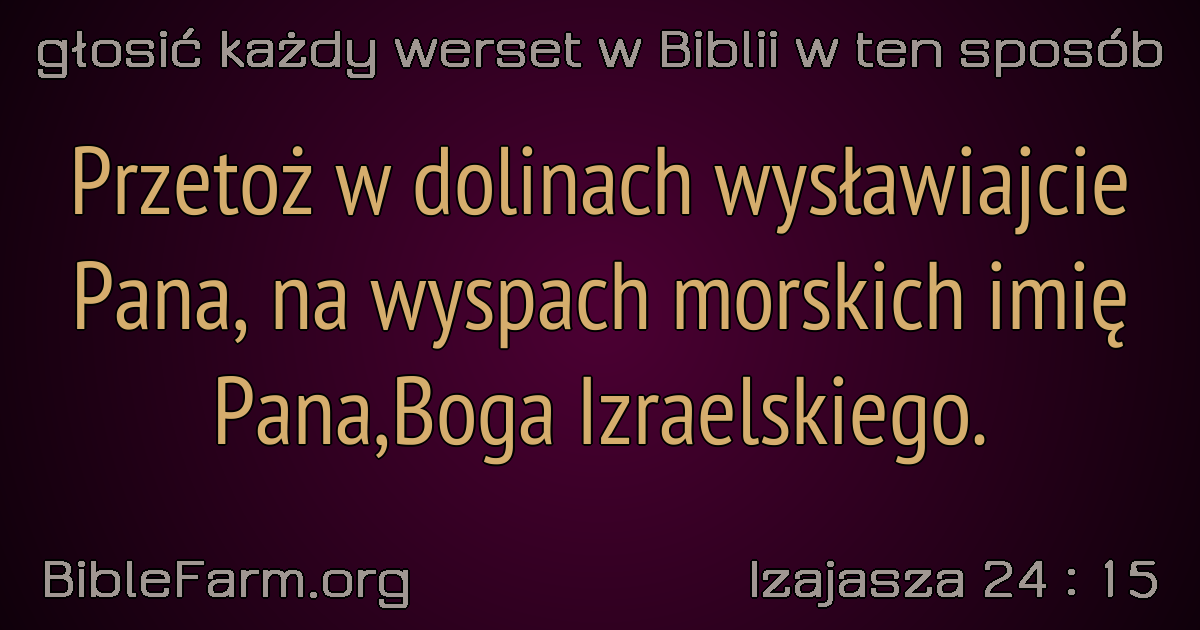 głosić każdy werset w Biblii w ten sposób
Przetoż w dolinach wysławiajcie
Pana, na wyspach morskich imię
Pana,Boga Izraelskiego.
BibleFarm.org
Izajasza 24 : 15